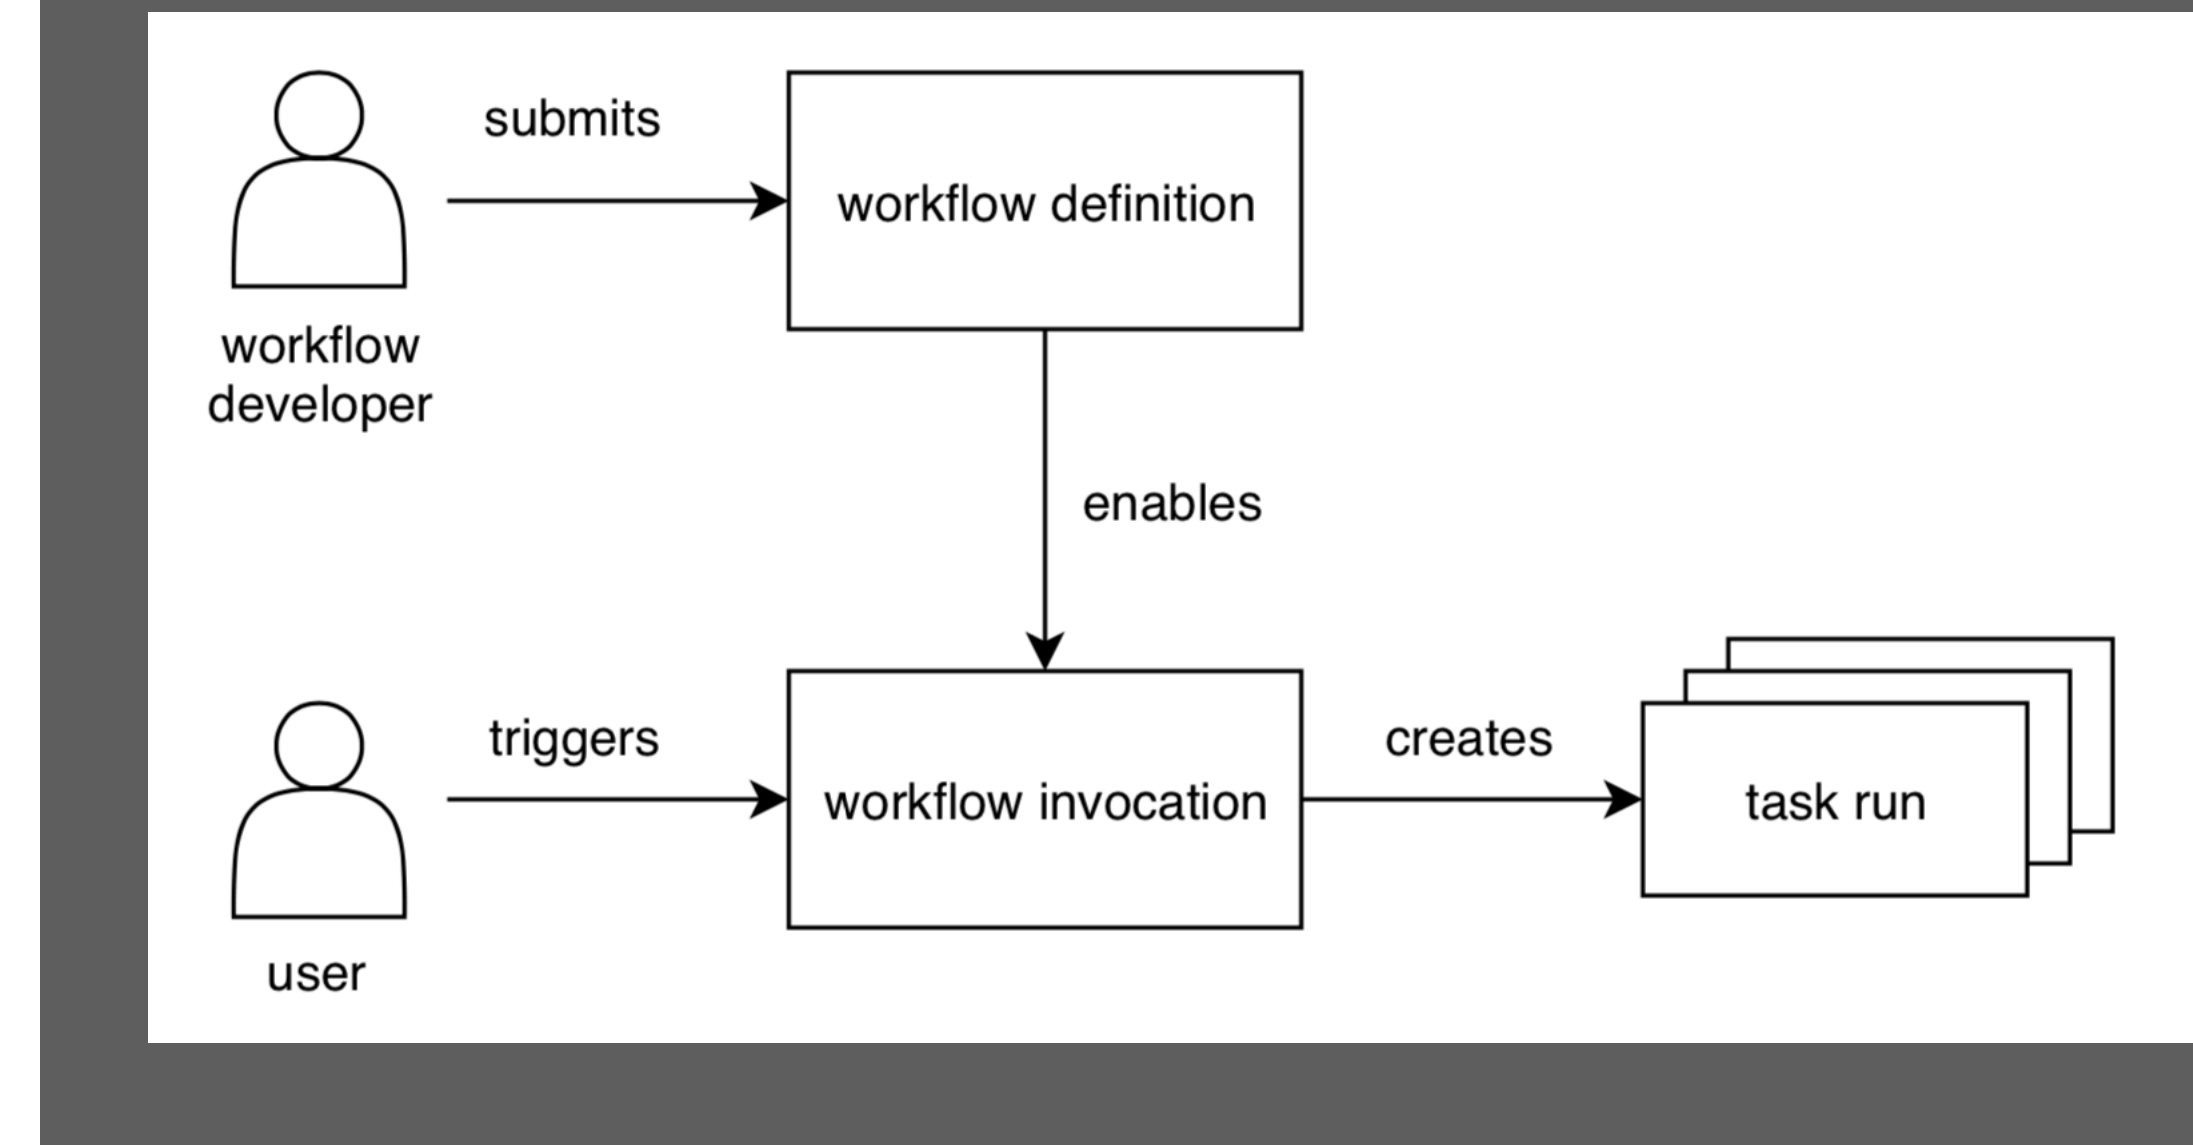 submits
workflow definition
workflow
developer
enables
triggers
workflow invocation
creates
task run
user